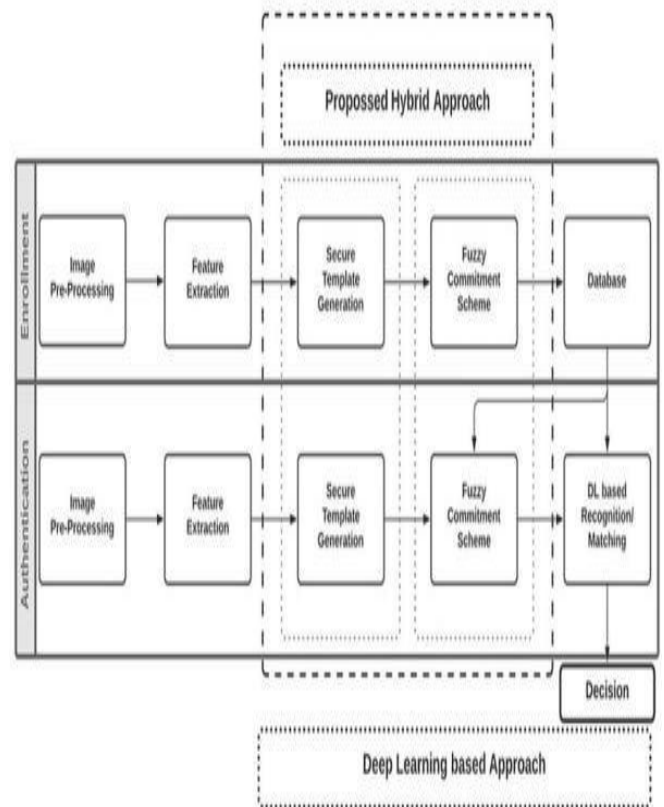 Propossed Hybrid Approach
Enrollment
Image
Pre-Processing
Feature
Extraction
Secure
Template
Generation
Fuzzy
Commitment
Scheme
Database
Authentication
Image
Pre-Processing
Feature
Extraction
Secure
Template
Generation
Fuzzy
Commitment
Scheme
DL based
Recognition/
Matching
Decision
Deep Learning based Approach